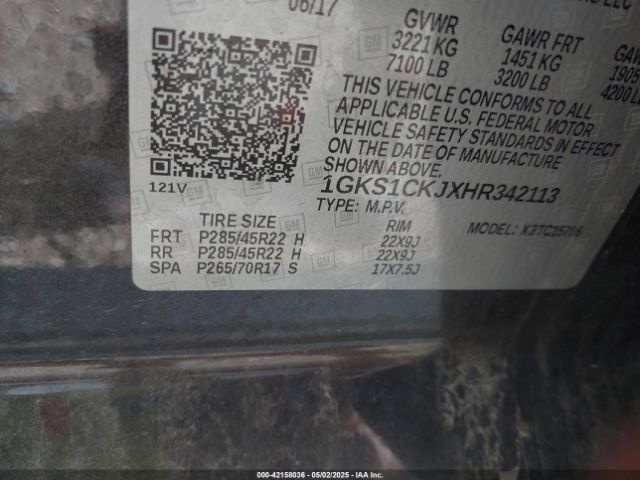 06/17 GVWR GAWR FRT
3221 KG 1451 KG
7100 LB 3200 LB 4200 L
THIS VEHICLE CONFORMS TO ALL
APPLICABLE U.S. FEDERAL MOTOR
VEHICLE SAFETY STANDARDS IN EFFECT
ON THE DATE OF MANUFACTURE
SHOWN ABOVE.
1GKS1CKJXHR342113
121V TYPE: M.P.V.
TIRE SIZE RIM MODEL:
FRT P285/45R22 H 22X9J
RR P285/45R22 H 22X9J
SPA P265/70R17 S 17X7.5J
000-42158036 - 05/02/2025 - IAA Inc.